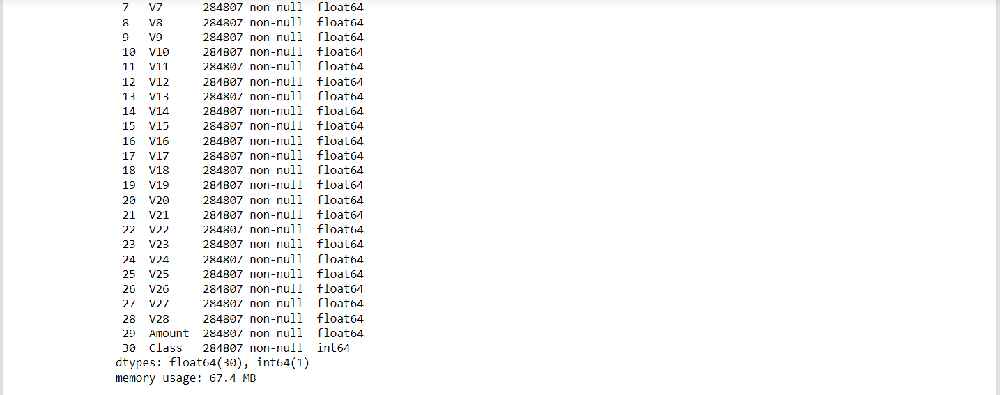 7   V7      284807 non-null  float64
8   V8      284807 non-null  float64
9   V9      284807 non-null  float64
10  V10     284807 non-null  float64
11  V11     284807 non-null  float64
12  V12     284807 non-null  float64
13  V13     284807 non-null  float64
14  V14     284807 non-null  float64
15  V15     284807 non-null  float64
16  V16     284807 non-null  float64
17  V17     284807 non-null  float64
18  V18     284807 non-null  float64
19  V19     284807 non-null  float64
20  V20     284807 non-null  float64
21  V21     284807 non-null  float64
22  V22     284807 non-null  float64
23  V23     284807 non-null  float64
24  V24     284807 non-null  float64
25  V25     284807 non-null  float64
26  V26     284807 non-null  float64
27  V27     284807 non-null  float64
28  V28     284807 non-null  float64
29  Amount  284807 non-null  float64
30  Class   284807 non-null  int64
dtypes: float64(30), int64(1)
memory usage: 67.4 MB